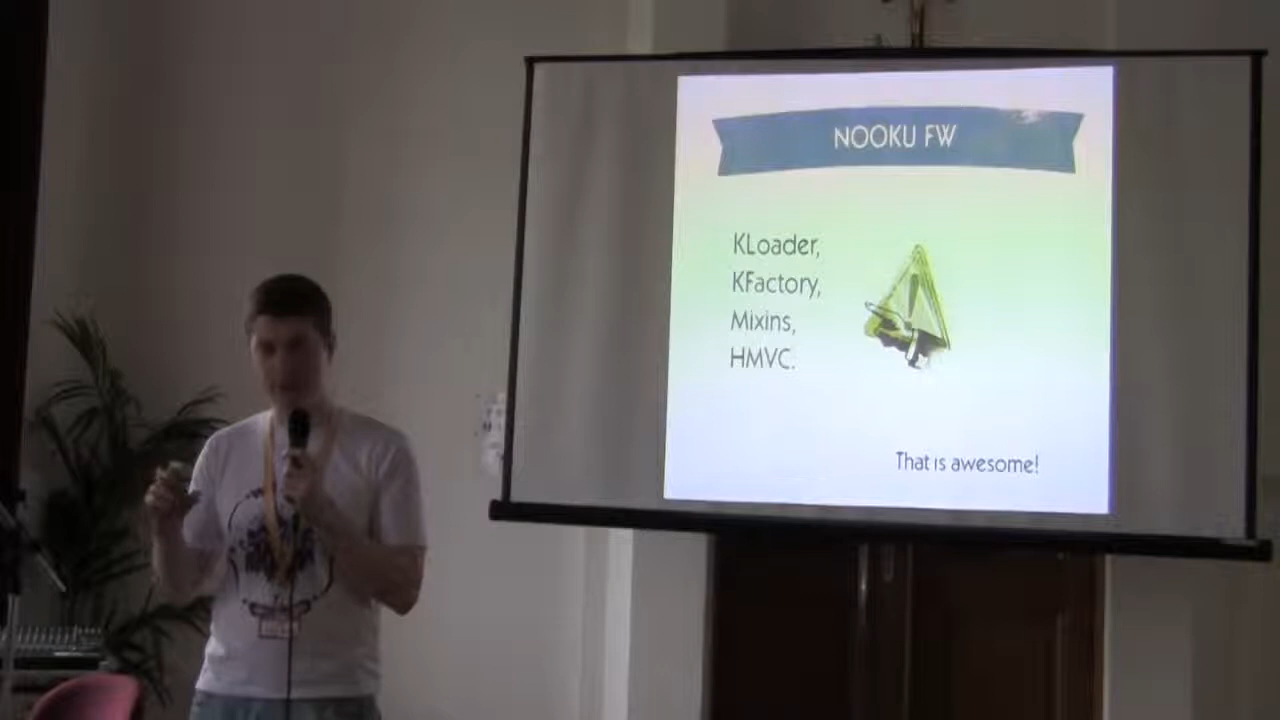 NOOKU FW
KLoader,
KFactory,
Mixins,
HMVC.
That is awesome!